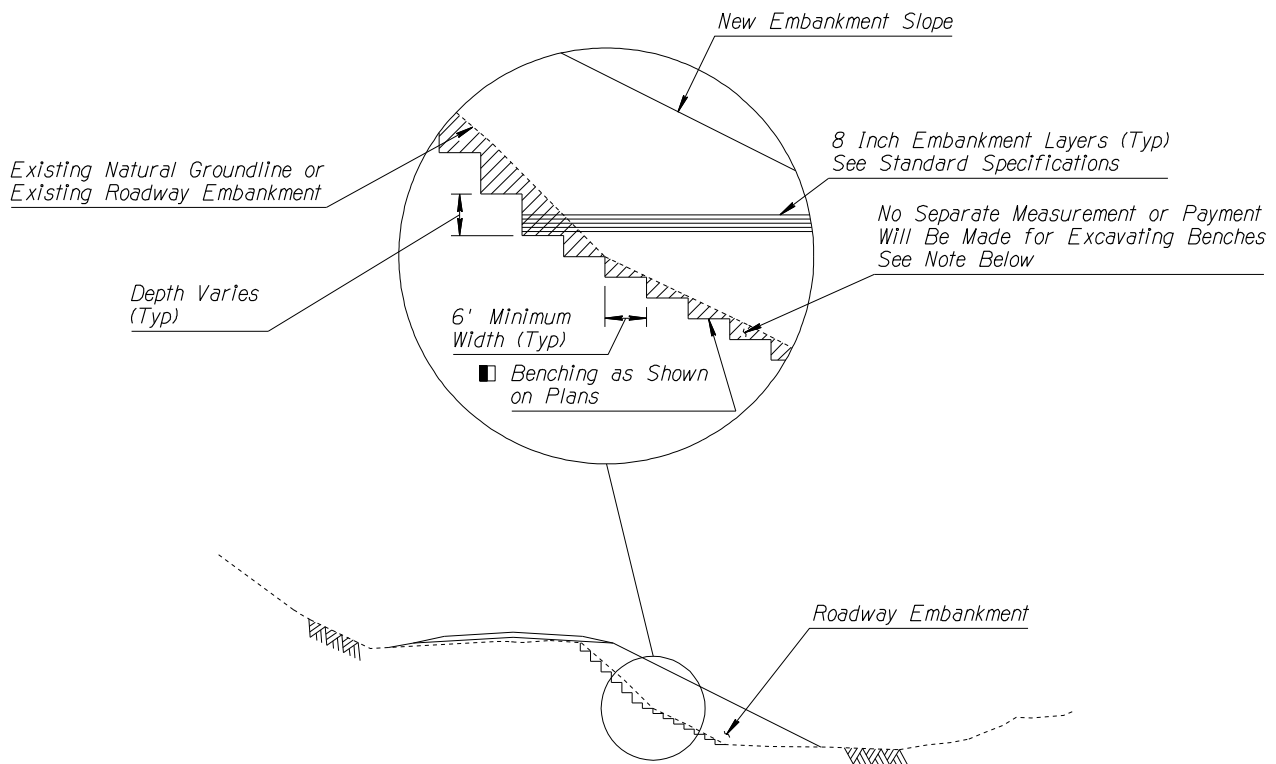 New Embankment Slope
8 Inch Embankment Layers (Typ)
See Standard Specifications
Existing Natural Groundline or
Existing Roadway Embankment
No Separate Measurement or Payment
Will Be Made for Excavating Benches
See Note Below
Depth Varies
(Typ)
6' Minimum
Width (Typ)
Benching as Shown
on Plans
Roadway Embankment